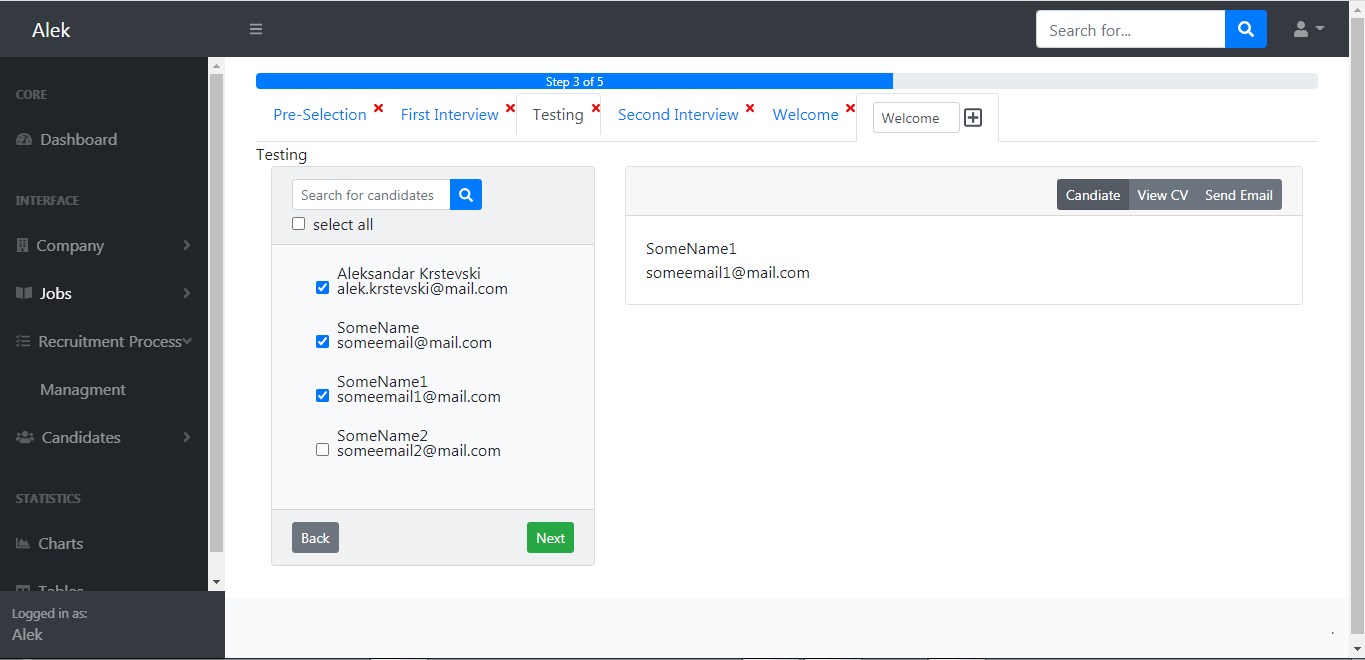 Alek
Search for...
CORE
Dashboard
INTERFACE
Company
Jobs
Recruitment Process
Managment
Candidates
STATISTICS
Charts
Tables
Logged in as:
Alek
Step 3 of 5
Pre-Selection First Interview Testing Second Interview Welcome Welcome
Testing
Search for candidates
select all
Aleksandar Krstevski
alek.krstevski@mail.com
SomeName
someemail@mail.com
SomeName1
someemail1@mail.com
SomeName2
someemail2@mail.com
Back Next
Candiate View CV Send Email
SomeName1
someemail1@mail.com